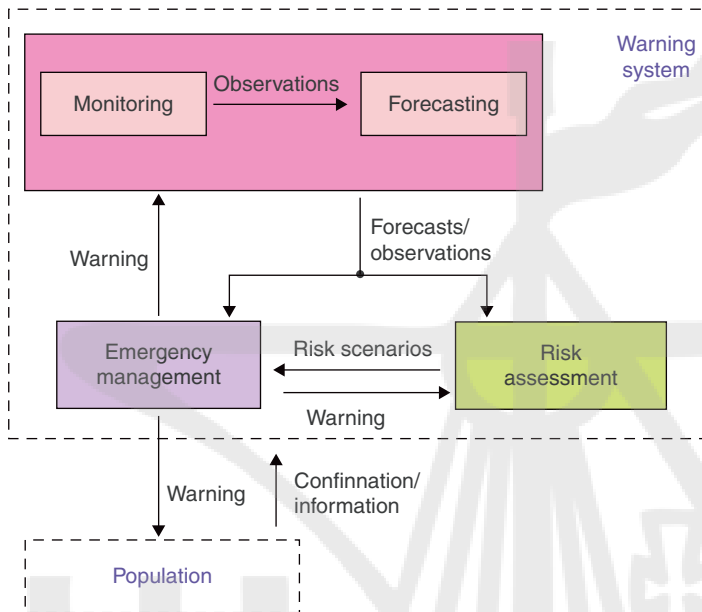 Warning
system
Monitoring
Observations
Forecasting
Forecasts/
observations
Warning
Emergency
management
Risk scenarios
Warning
Risk
assessment
Warning
Confinnation/
information
Population